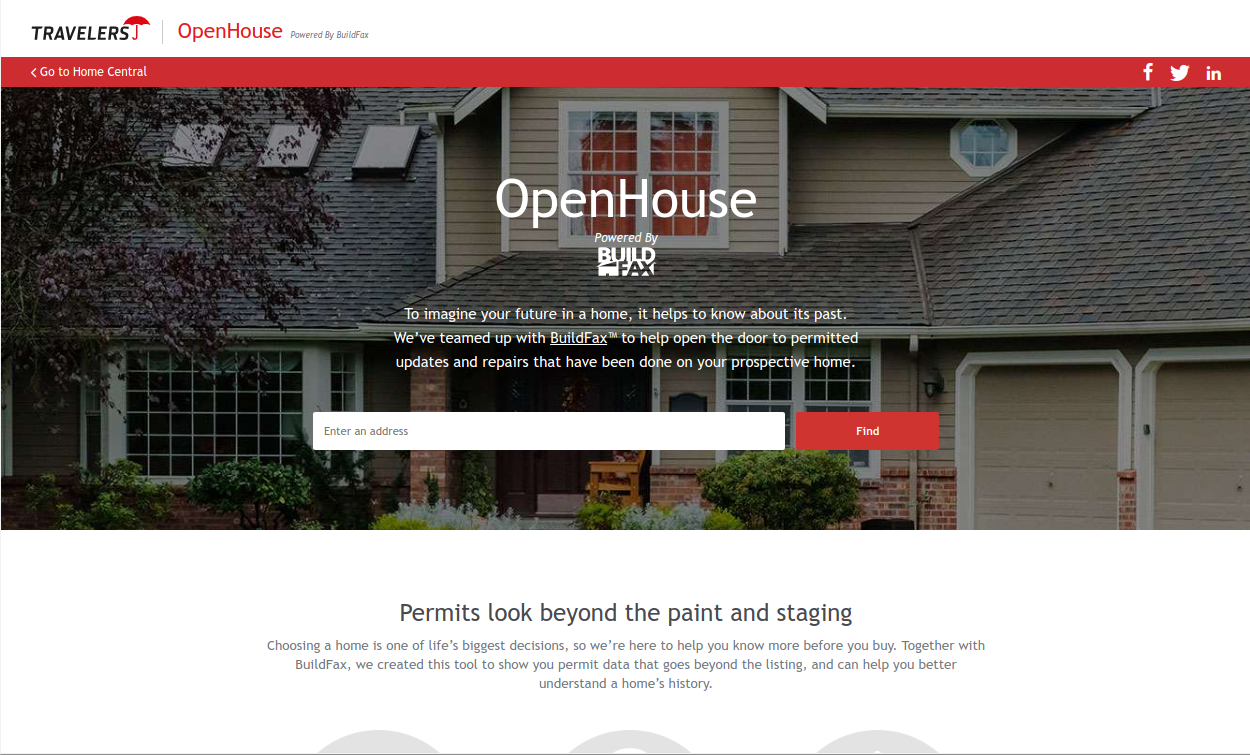 TRAVELERS OpenHouse Powered By BuildFax
Go to Home Central
OpenHouse
Powered By
BUILD
FAX
To imagine your future in a home, it helps to know about its past.
We’ve teamed up with BuildFax™ to help open the door to permitted
updates and repairs that have been done on your prospective home.
Enter an address Find
Permits look beyond the paint and staging
Choosing a home is one of life’s biggest decisions, so we’re here to help you know more before you buy. Together with
BuildFax, we created this tool to show you permit data that goes beyond the listing, and can help you better
understand a home’s history.